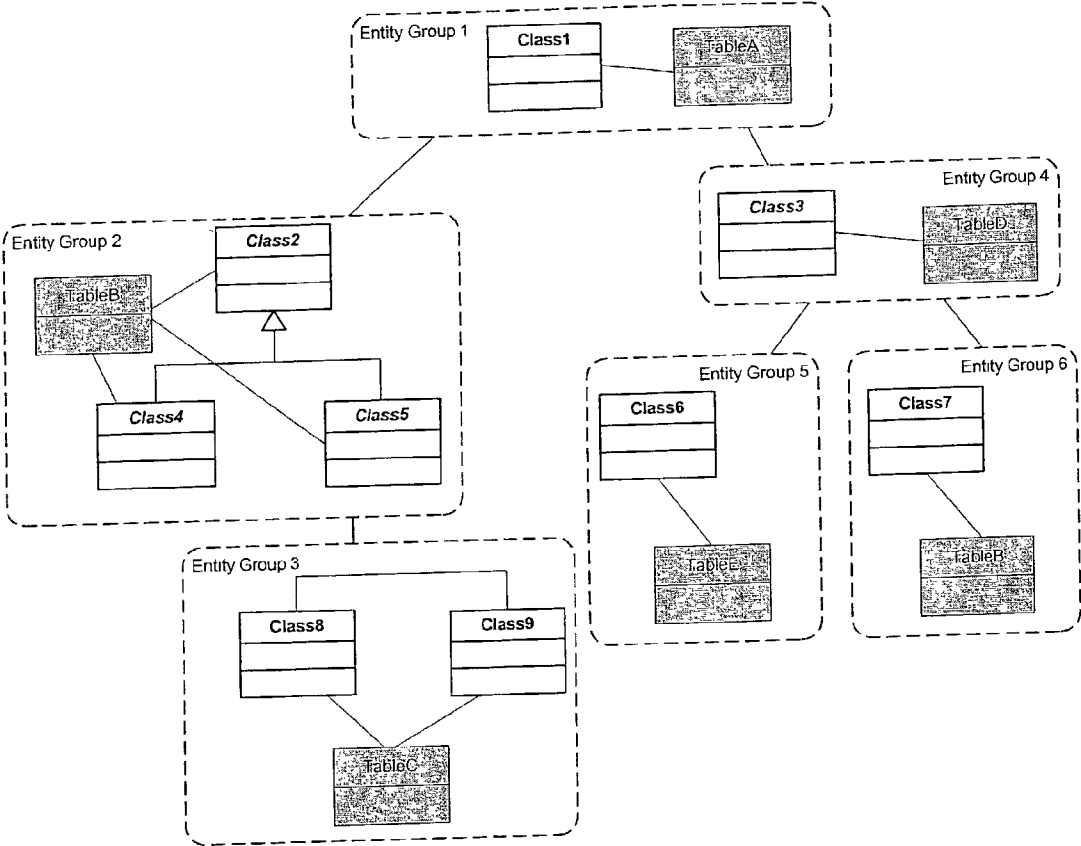 Entity Group 1
Class1
TableA
Entity Group 4
Class3
TableD
Entity Group 2
Class2
TableB
Class4
Class5
Entity Group 5
Class6
TableE
Entity Group 6
Class7
TableR
Entity Group 3
Class8
Class9
TableC